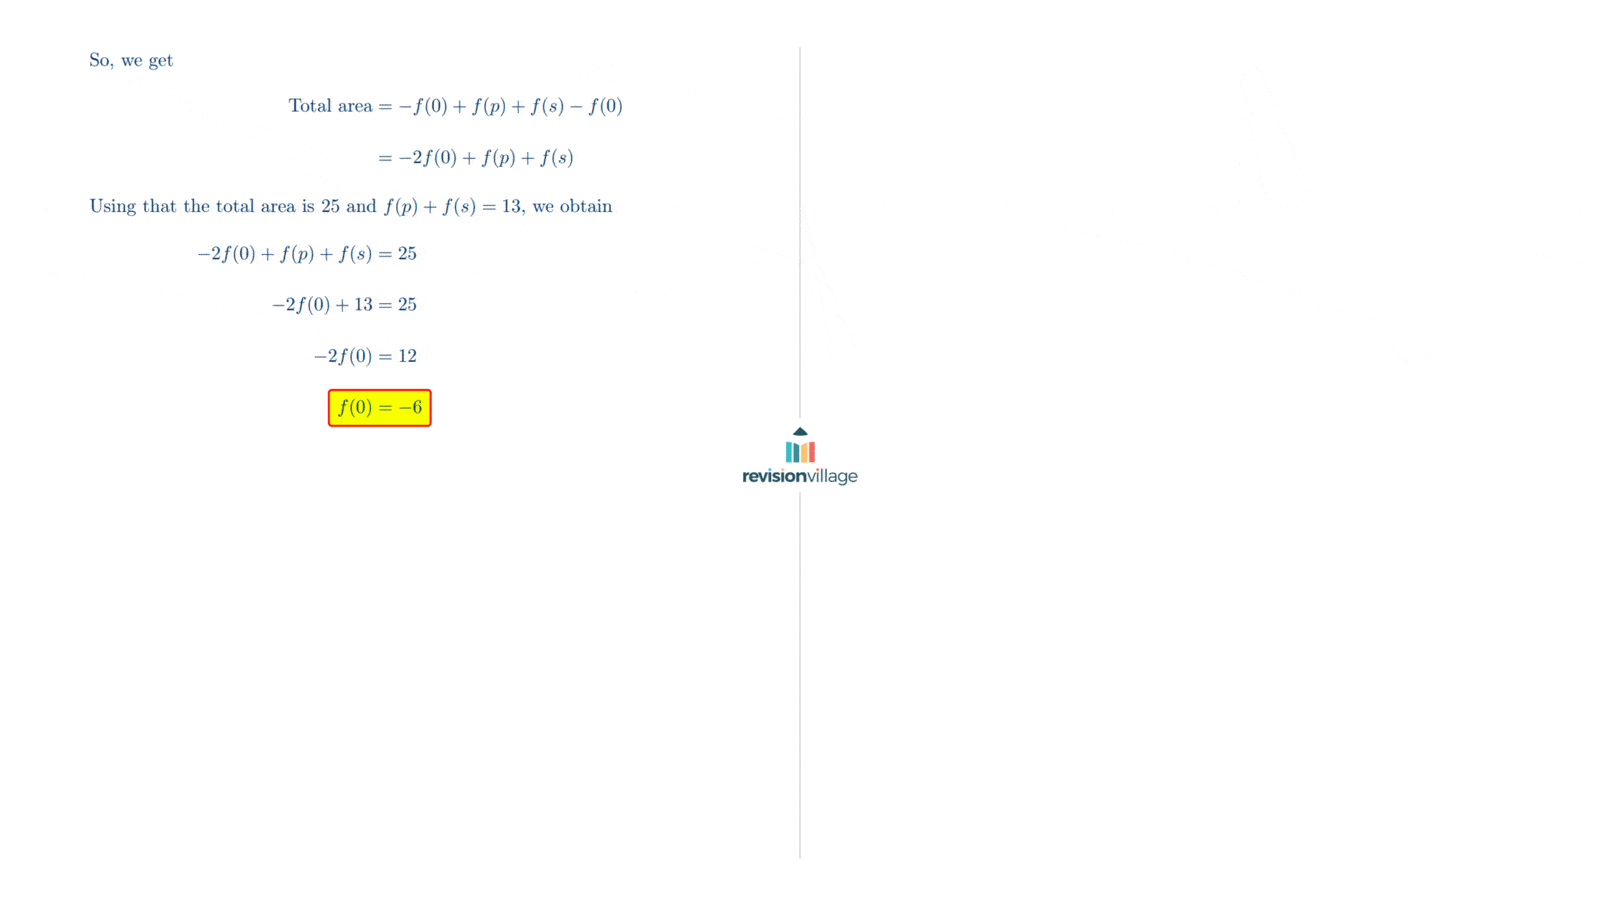 So, we get
Total area = −f(0) + f(p) + f(s) − f(0)
= −2f(0) + f(p) + f(s)
Using that the total area is 25 and f(p) + f(s) = 13, we obtain
−2f(0) + f(p) + f(s) = 25
−2f(0) + 13 = 25
−2f(0) = 12
f(0) = −6
revisionvillage